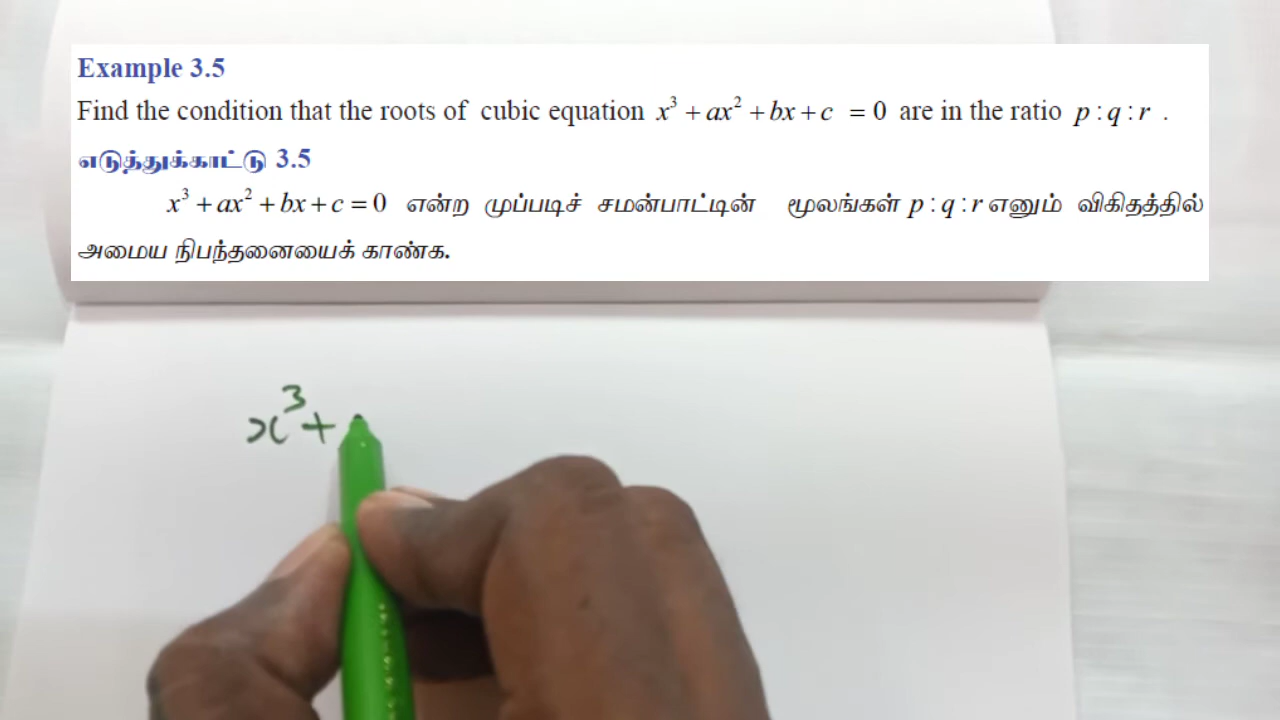 Example 3.5
Find the condition that the roots of cubic equation x³ + ax² + bx + c = 0 are in the ratio p : q : r .
எடுத்துக்காட்டு 3.5
x³ + ax² + bx + c = 0 என்ற முப்படிச் சமன்பாட்டின் மூலங்கள் p : q : r எனும் விகிதத்தில்
அமைய நிபந்தனையைக் காண்க.
x³ +